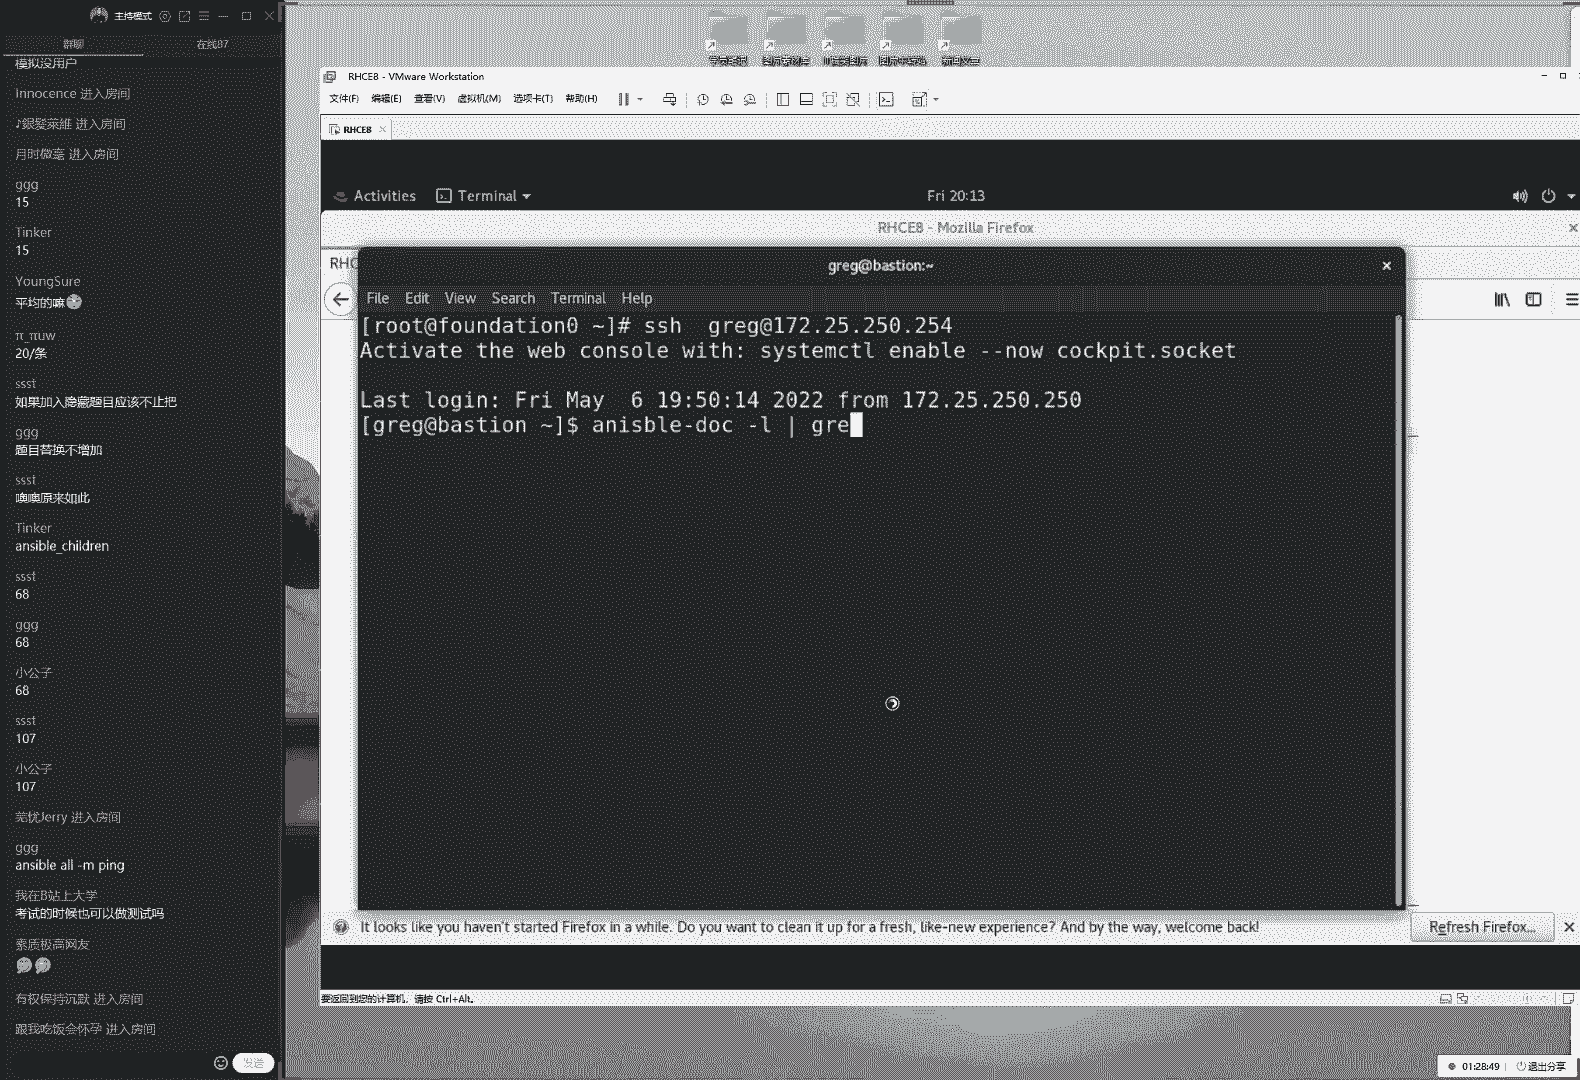 主持模式
群聊
在线87
模拟没用户
Innocence 进入房间
♪銀髮萊維 进入房间
月时微毫 进入房间
ggg
15
Tinker
15
YoungSure
平均的嘛
π_πuw
20/条
ssst
如果加入隐藏题目应该不止把
ggg
题目替换不增加
ssst
噢噢原来如此
Tinker
ansible_children
ssst
68
ggg
68
小公子
68
ssst
107
小公子
107
芜忧Jerry 进入房间
ggg
ansible all -m ping
我在B站上大学
考试的时候也可以做测试吗
素质极高网友
有权保持沉默 进入房间
跟我吃饭会怀孕 进入房间
发送
RHCE8 - VMware Workstation
文件(F) 编辑(E) 查看(V) 虚拟机(M) 选项卡(T) 帮助(H)
RHCE8
Activities Terminal Fri 20:13
RHCE8 - Mozilla Firefox
RHC
greg@bastion:~
File Edit View Search Terminal Help
[root@foundation0 ~]# ssh  greg@172.25.250.254
Activate the web console with: systemctl enable --now cockpit.socket
Last login: Fri May  6 19:50:14 2022 from 172.25.250.250
[greg@bastion ~]$ anisble-doc -l | gre
It looks like you haven't started Firefox in a while. Do you want to clean it up for a fresh, like-new experience? And by the way, welcome back!
Refresh Firefox...
要返回到您的计算机，请按 Ctrl+Alt。
01:28:49
退出分享